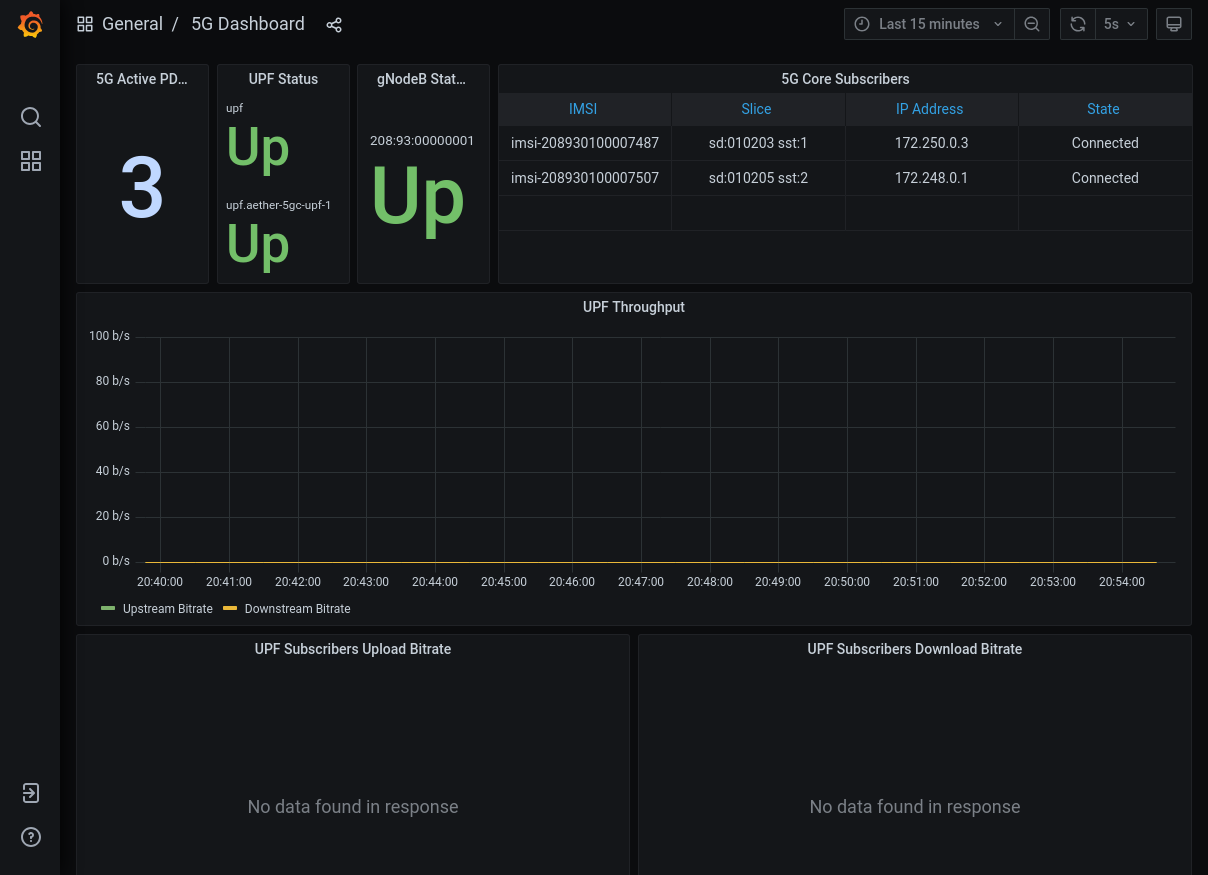 General / 5G Dashboard
Last 15 minutes
5s
5G Active PD...
3
UPF Status
upf
Up
upf.aether-5gc-upf-1
Up
gNodeB Stat...
208:93:00000001
Up
5G Core Subscribers
IMSI Slice IP Address State
imsi-208930100007487 sd:010203 sst:1 172.250.0.3 Connected
imsi-208930100007507 sd:010205 sst:2 172.248.0.1 Connected
UPF Throughput
100 b/s
80 b/s
60 b/s
40 b/s
20 b/s
0 b/s
20:40:00 20:41:00 20:42:00 20:43:00 20:44:00 20:45:00 20:46:00 20:47:00 20:48:00 20:49:00 20:50:00 20:51:00 20:52:00 20:53:00 20:54:00
Upstream Bitrate Downstream Bitrate
UPF Subscribers Upload Bitrate
No data found in response
UPF Subscribers Download Bitrate
No data found in response